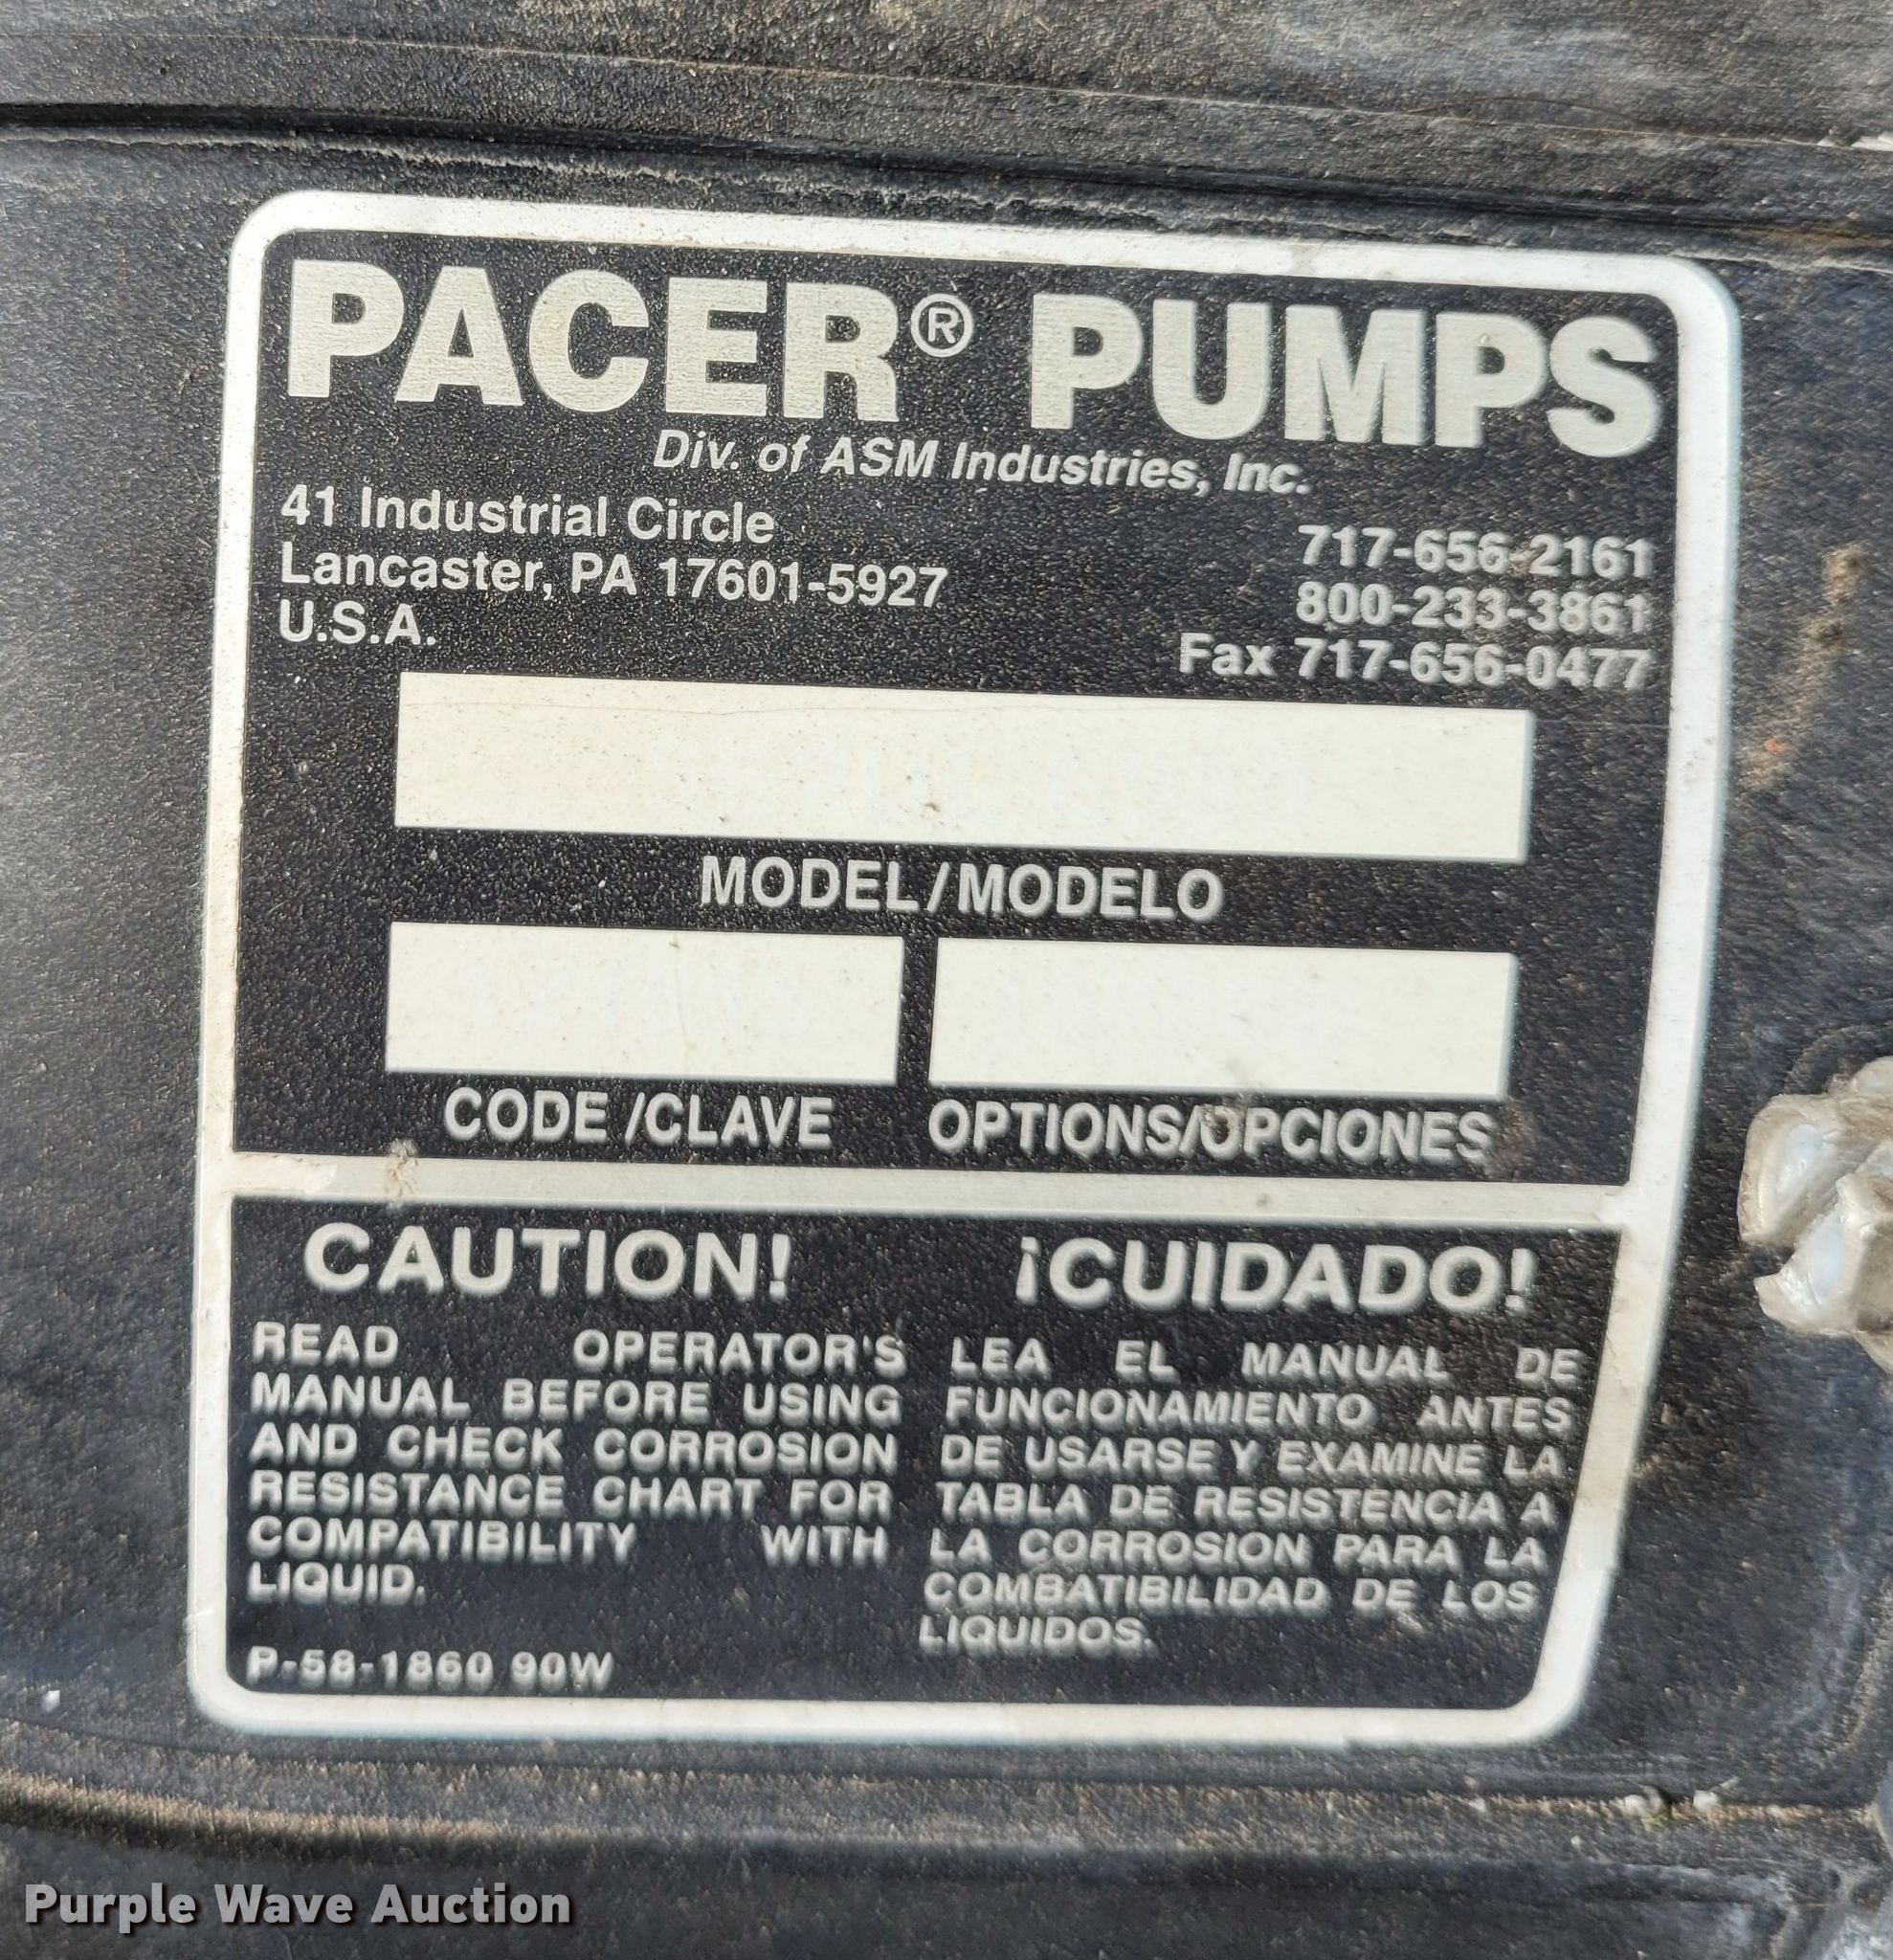 PACER® PUMPS
Div. of ASM Industries, Inc.
41 Industrial Circle
Lancaster, PA 17601-5927
U.S.A.
717-656-2161
800-233-3861
Fax 717-656-0477
MODEL/MODELO
CODE/CLAVE
OPTIONS/OPCIONES
CAUTION!
READ OPERATOR'S
MANUAL BEFORE USING
AND CHECK CORROSION
RESISTANCE CHART FOR
COMPATIBILITY WITH
LIQUID.
P-58-1860 90W
¡CUIDADO!
LEA EL MANUAL DE
FUNCIONAMIENTO ANTES
DE USARSE Y EXAMINE LA
TABLA DE RESISTENCIA A
LA CORROSION PARA LA
COMBATIBILIDAD DE LOS
LIQUIDOS.
Purple Wave Auction